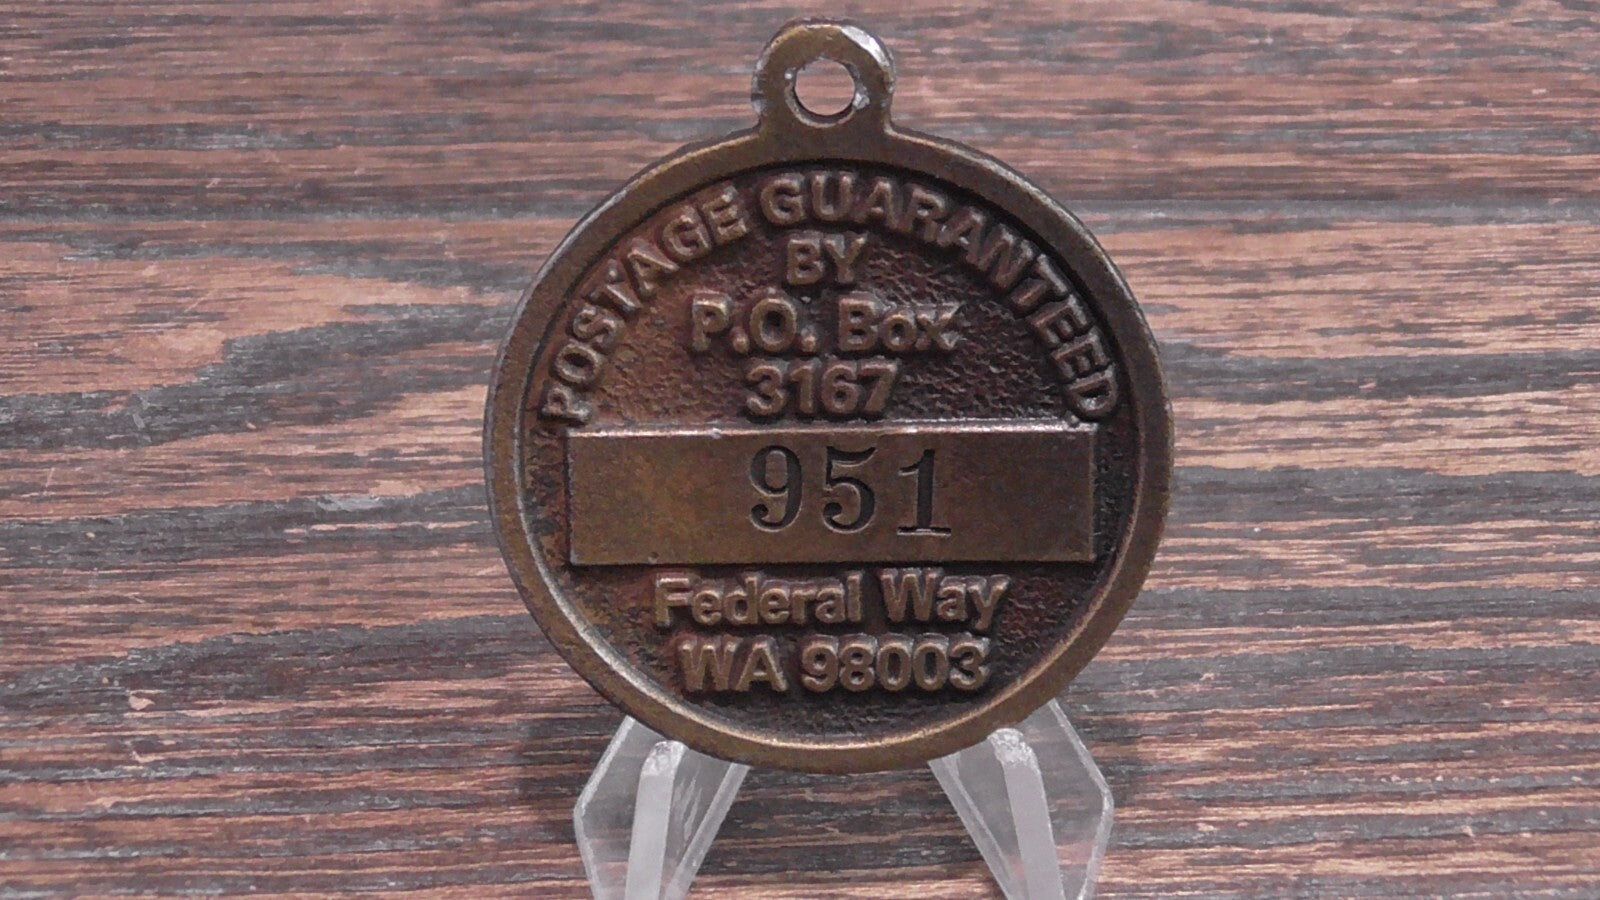 POSTAGE GUARANTEED
BY
P.O. Box
3167
951
Federal Way
WA 98003